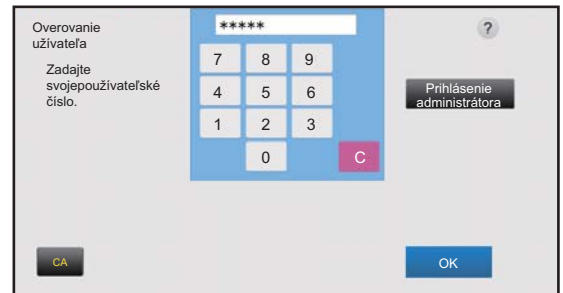 Overovanie
užívateľa
Zadajte
svojepoužívateľské
číslo.
*****
7 8 9
4 5 6
1 2 3
0 C
?
Prihlásenie
administrátora
CA
OK